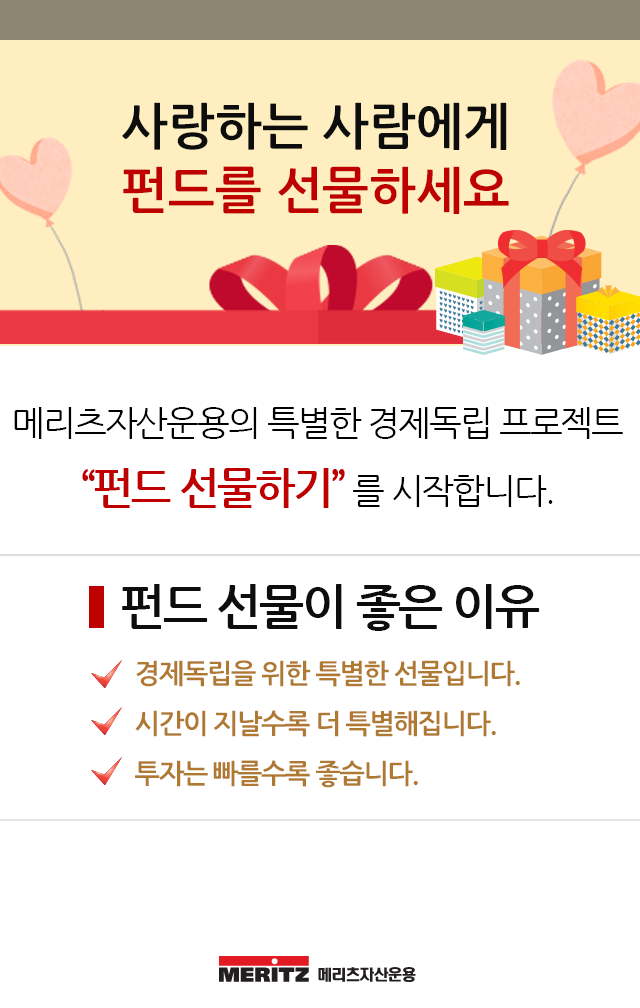 사랑하는 사람에게
펀드를 선물하세요
메리츠자산운용의 특별한 경제독립 프로젝트
“펀드 선물하기” 를 시작합니다.
펀드 선물이 좋은 이유
경제독립을 위한 특별한 선물입니다.
시간이 지날수록 더 특별해집니다.
투자는 빠를수록 좋습니다.
MERITZ 메리츠자산운용